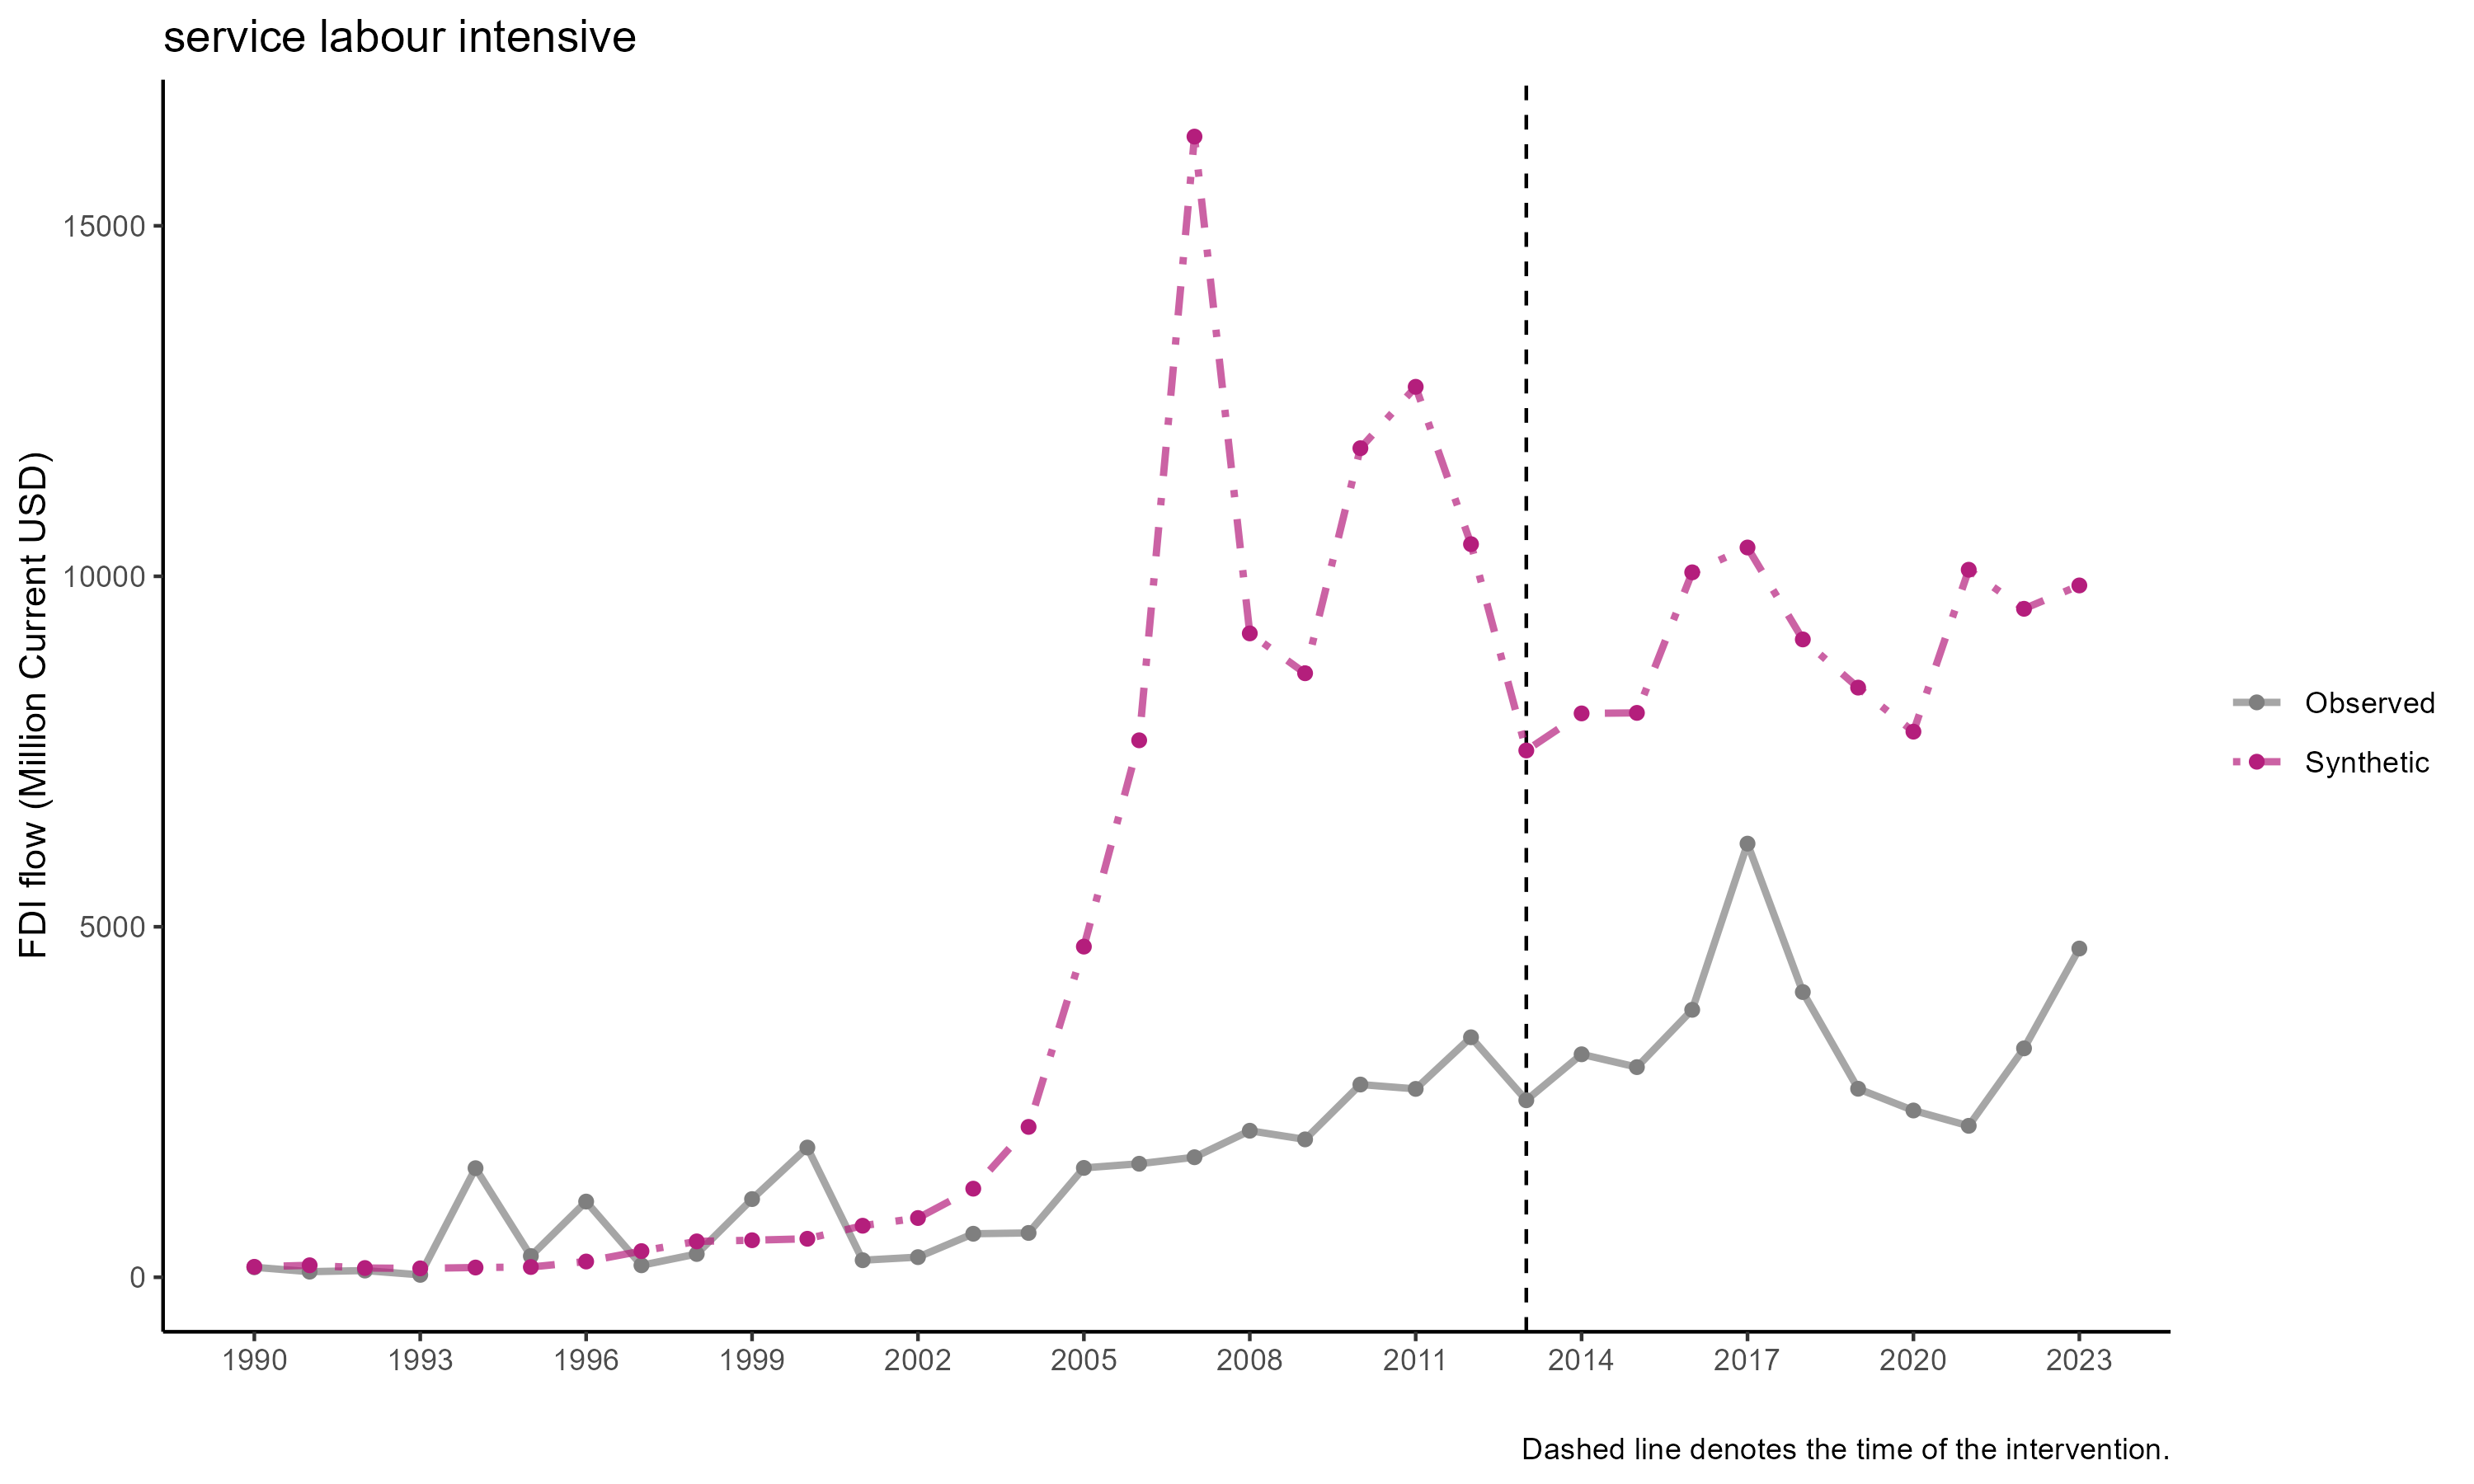 service labour intensive
FDI flow (Million Current USD)
15000
10000
5000
0
1990 1993 1996 1999 2002 2005 2008 2011 2014 2017 2020 2023
Observed
Synthetic
Dashed line denotes the time of the intervention.